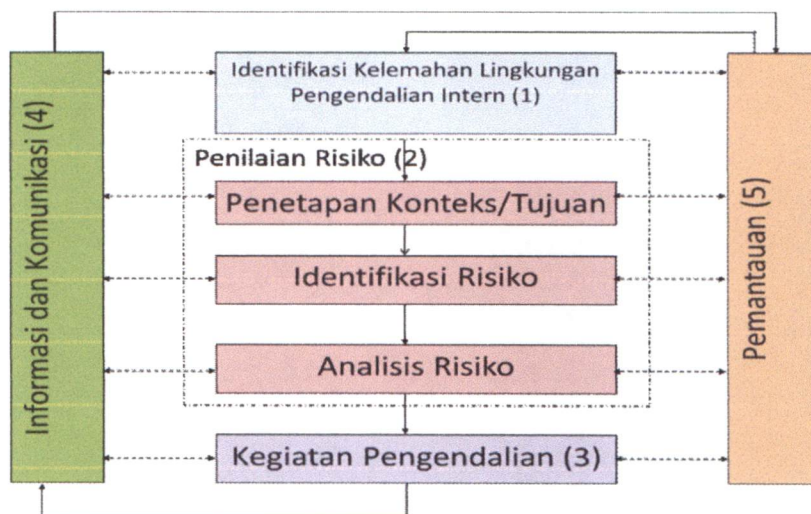 Identifikasi Kelemahan Lingkungan
Pengendalian Intern (1)
Penilaian Risiko (2)
Penetapan Konteks/Tujuan
Identifikasi Risiko
Analisis Risiko
Kegiatan Pengendalian (3)
Informasi dan Komunikasi (4)
Pemantauan (5)